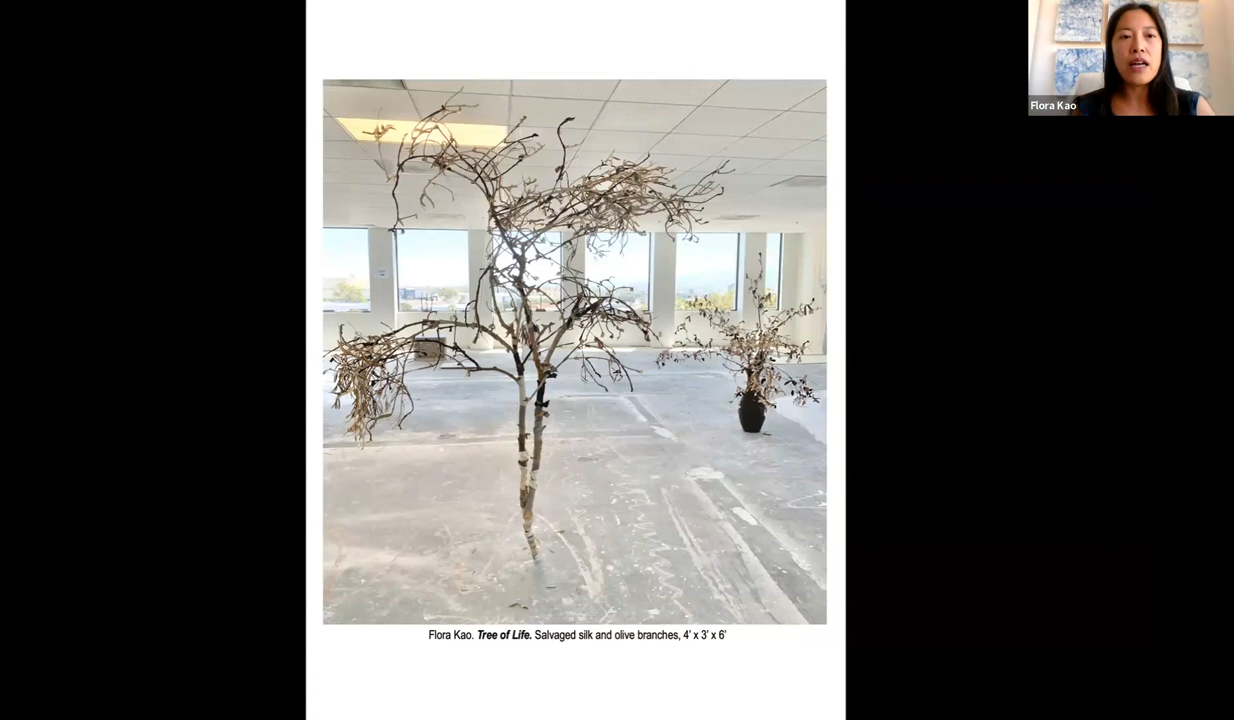 Flora Kao
Flora Kao. Tree of Life. Salvaged silk and olive branches, 4' x 3' x 6'